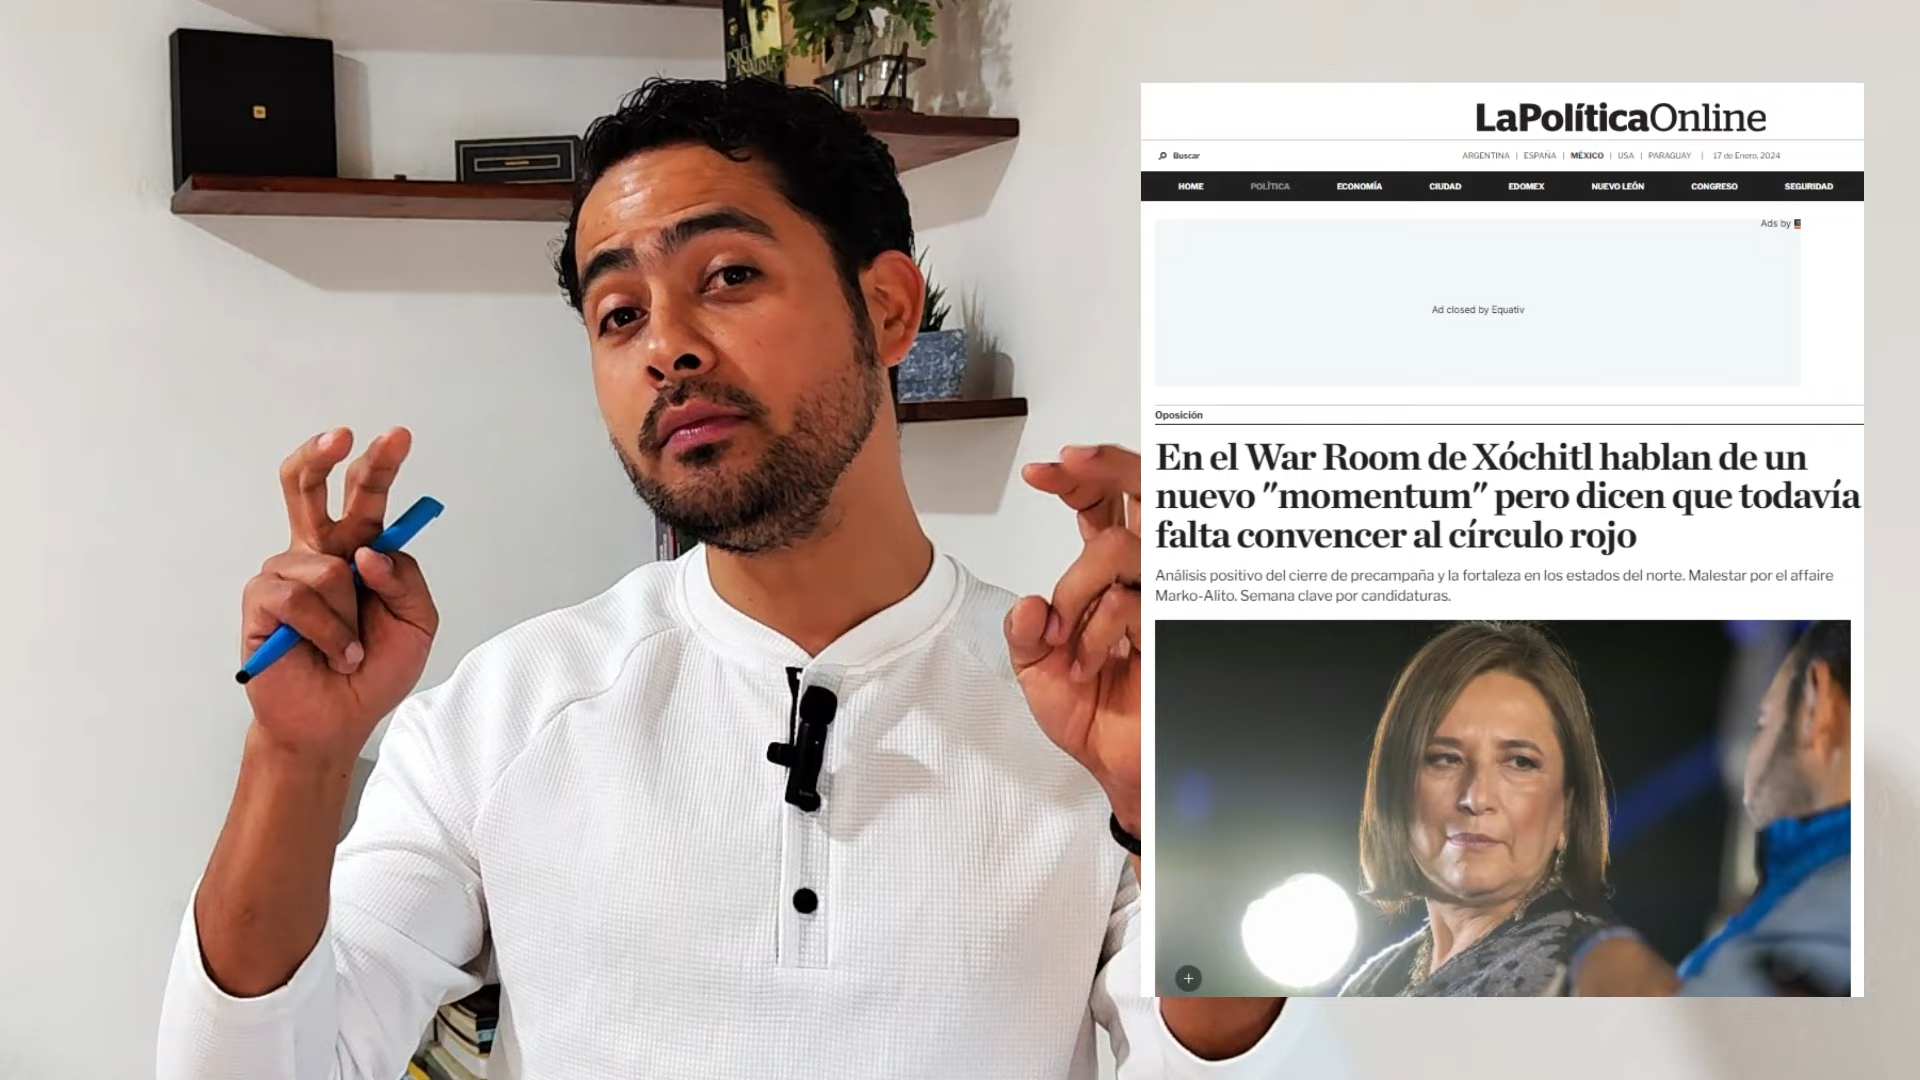 LaPolíticaOnline
Buscar
ARGENTINA | ESPAÑA | MÉXICO | USA | PARAGUAY | 17 de Enero, 2024
HOME POLÍTICA ECONOMÍA CIUDAD EDOMEX NUEVO LEÓN CONGRESO SEGURIDAD
Ads by
Ad closed by Equativ
Oposición
En el War Room de Xóchitl hablan de un
nuevo "momentum" pero dicen que todavía
falta convencer al círculo rojo
Análisis positivo del cierre de precampaña y la fortaleza en los estados del norte. Malestar por el affaire
Marko-Alito. Semana clave por candidaturas.